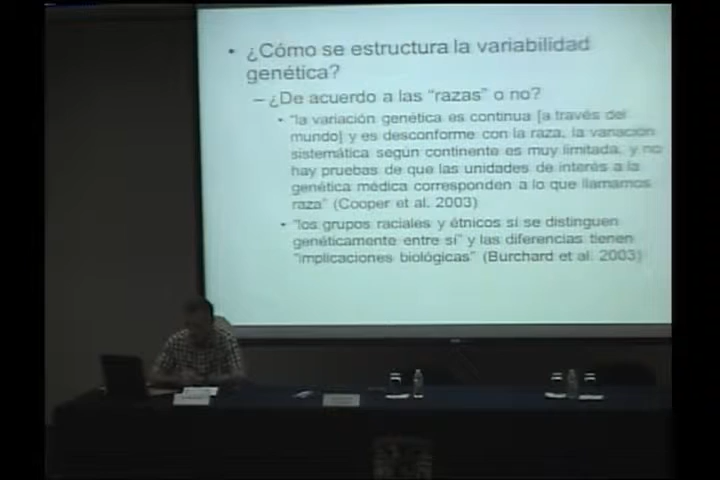 • ¿Cómo se estructura la variabilidad
genética?
– ¿De acuerdo a las “razas” o no?
• “la variación genética es continua [a través del
mundo] y es desconforme con la raza, la variación
sistemática según continente es muy limitada, y no
hay pruebas de que las unidades de interés a la
genética médica corresponden a lo que llamamos
raza” (Cooper et al. 2003)
• “los grupos raciales y étnicos sí se distinguen
genéticamente entre sí” y las diferencias tienen
“implicaciones biológicas” (Burchard et al. 2003)